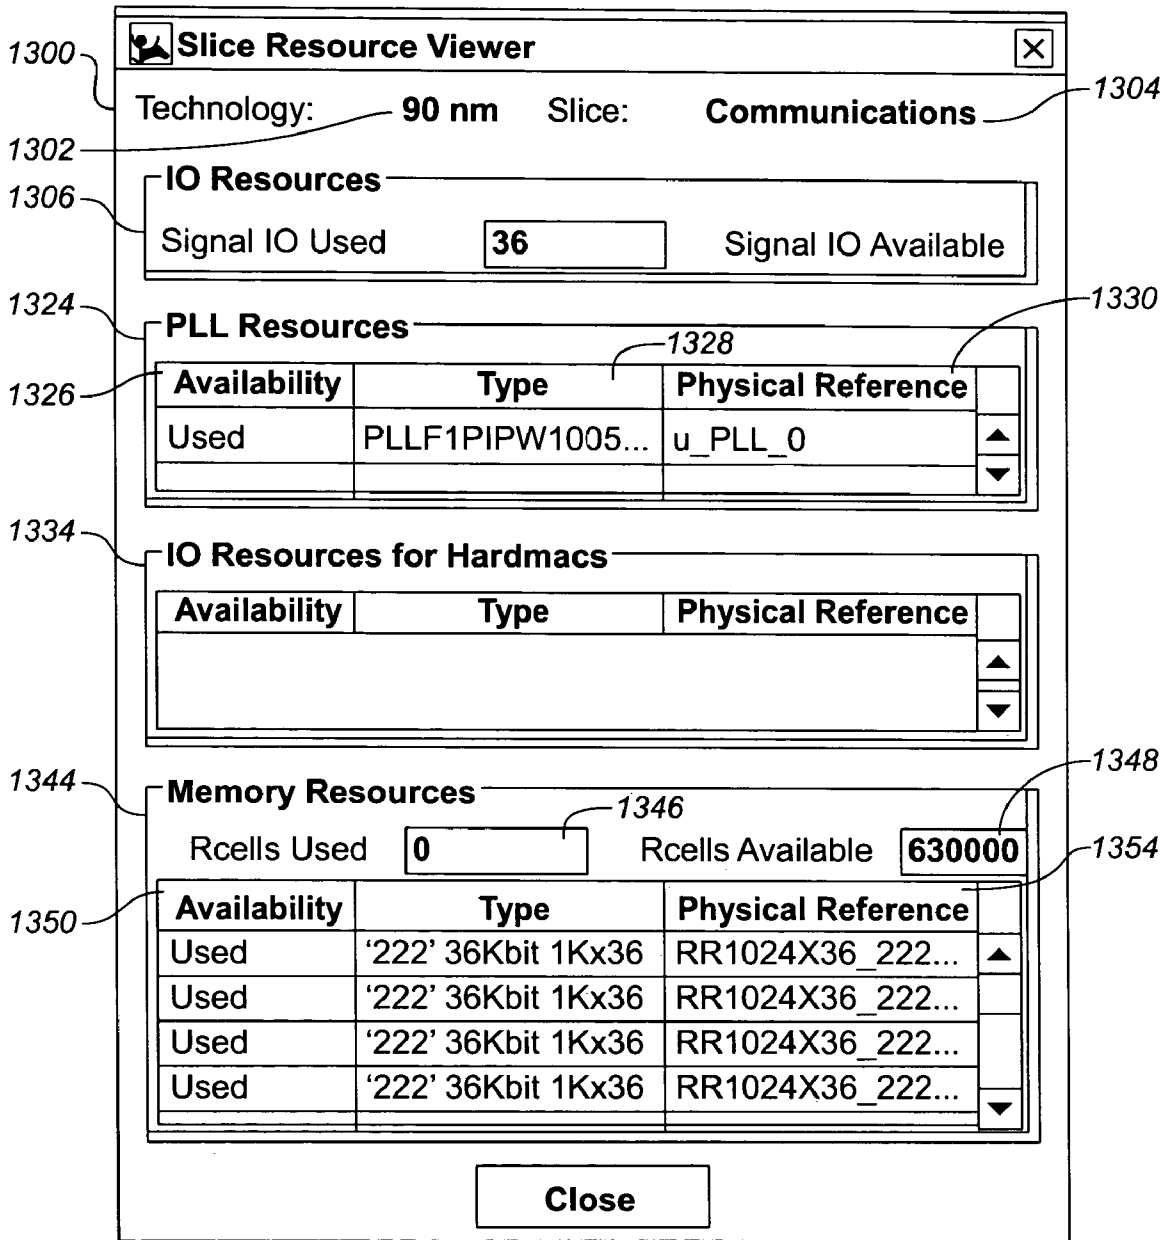 Slice Resource Viewer
1300
1304
Technology: 90 nm Slice: Communications
1302
IO Resources
1306
Signal IO Used 36 Signal IO Available
1324
1330
PLL Resources
1328
1326
Availability Type Physical Reference
Used PLLF1PIPW1005... u_PLL_0
1334
IO Resources for Hardmacs
Availability Type Physical Reference
1344
1348
Memory Resources
1346
Rcells Used 0 Rcells Available 630000
1354
1350
Availability Type Physical Reference
Used ‘222’ 36Kbit 1Kx36 RR1024X36_222...
Used ‘222’ 36Kbit 1Kx36 RR1024X36_222...
Used ‘222’ 36Kbit 1Kx36 RR1024X36_222...
Used ‘222’ 36Kbit 1Kx36 RR1024X36_222...
Close